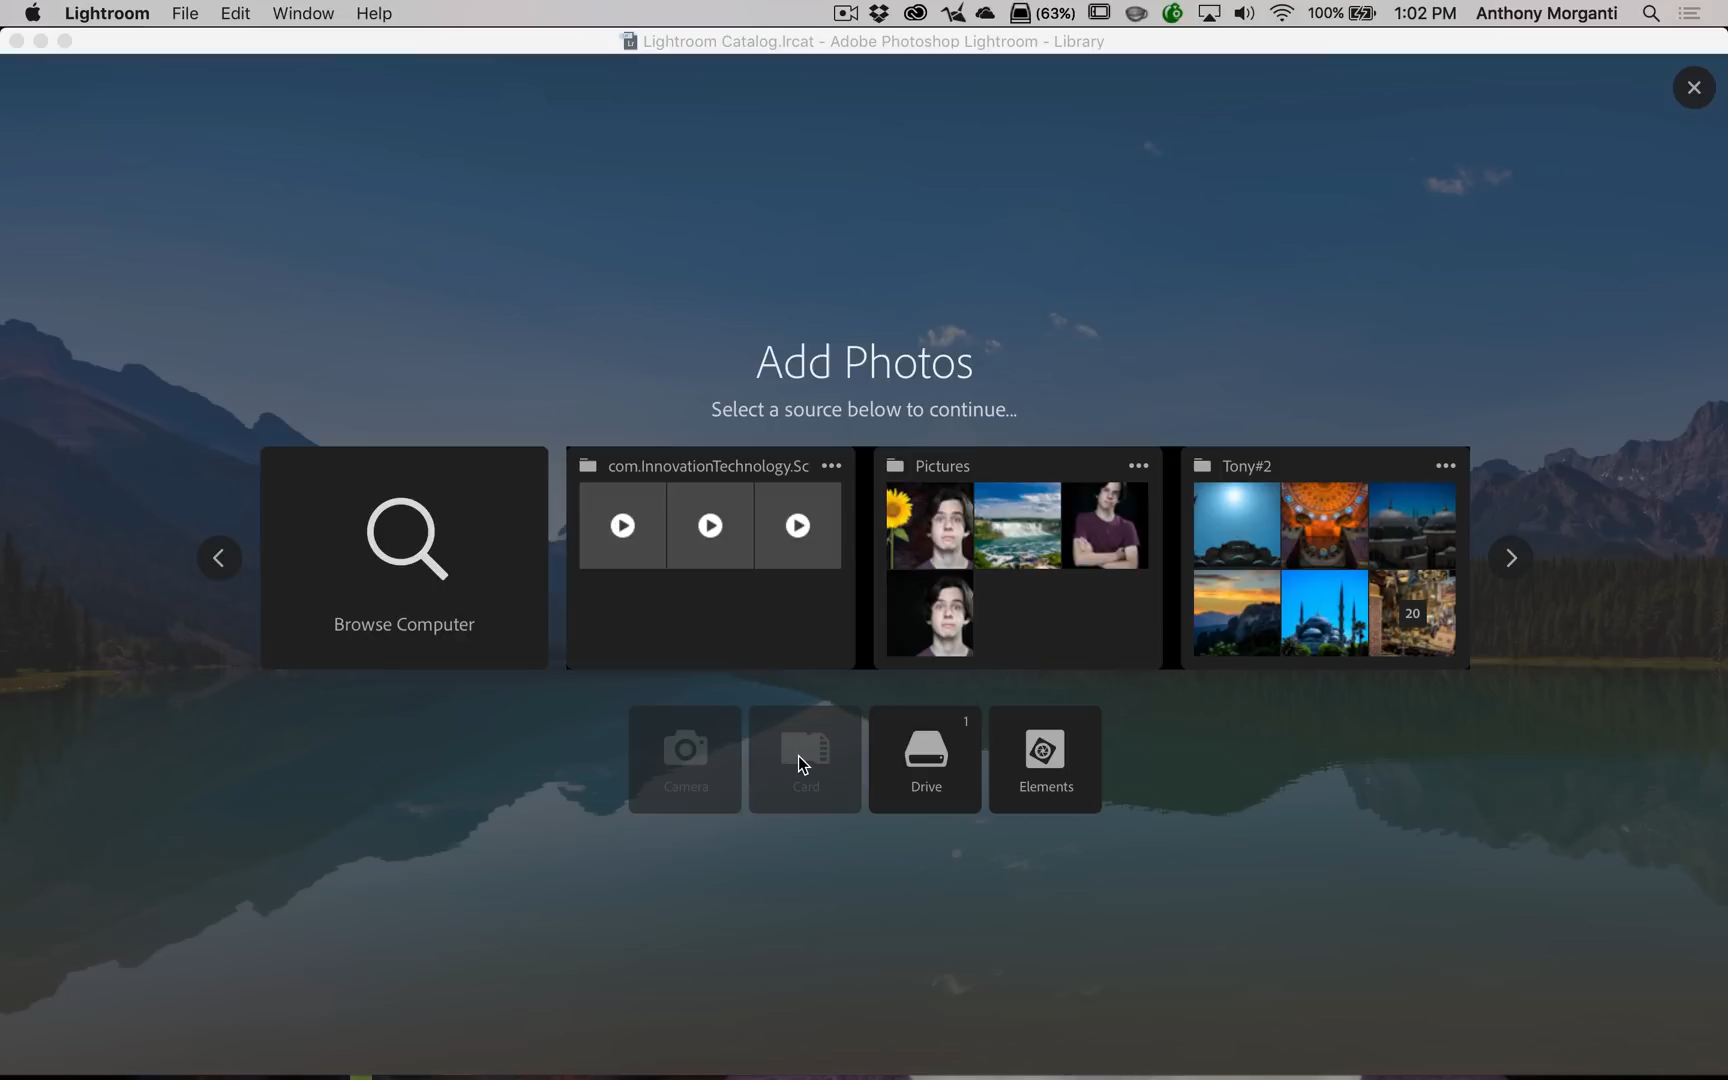 Lightroom File Edit Window Help (63%) 100% 1:02 PM Anthony Morganti
Lightroom Catalog.lrcat - Adobe Photoshop Lightroom - Library
Add Photos
Select a source below to continue...
Browse Computer
com.InnovationTechnology.Sc •••
Pictures •••
Tony#2 •••
20
Camera
Card
1
Drive
Elements